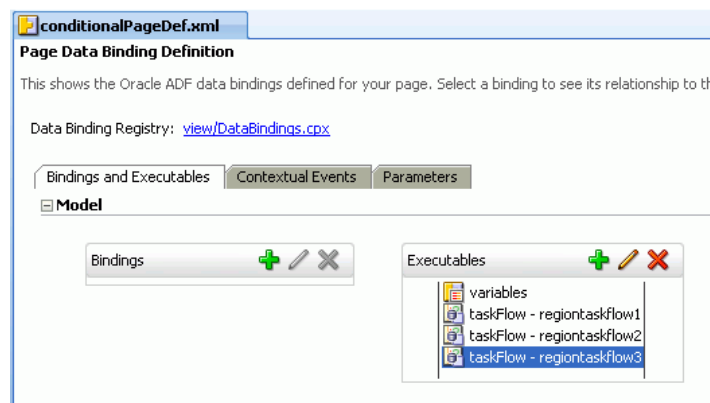 conditionalPageDef.xml
Page Data Binding Definition
This shows the Oracle ADF data bindings defined for your page. Select a binding to see its relationship to
Data Binding Registry: view/DataBindings.cpx
Bindings and Executables Contextual Events Parameters
Model
Bindings Executables
variables
taskFlow - regiontaskflow1
taskFlow - regiontaskflow2
taskFlow - regiontaskflow3